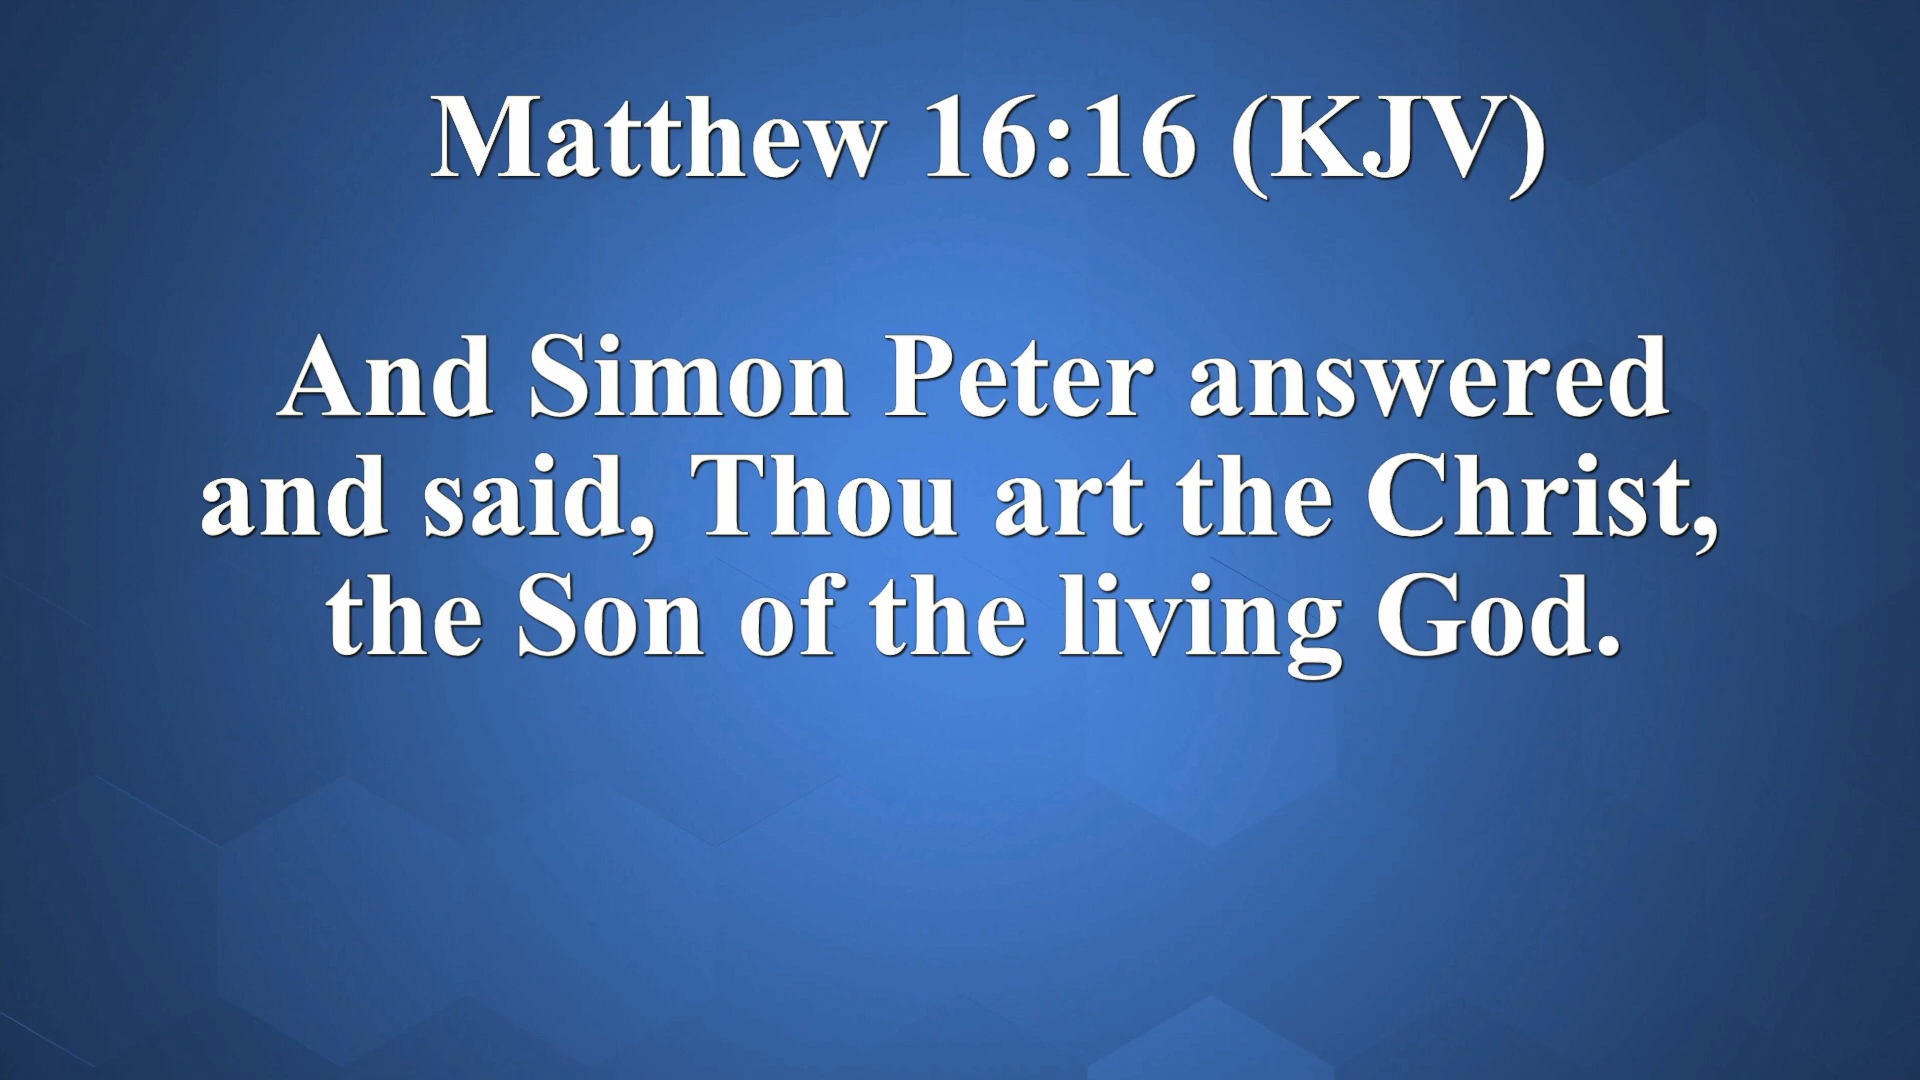 Matthew 16:16 (KJV)
And Simon Peter answered
and said, Thou art the Christ,
the Son of the living God.